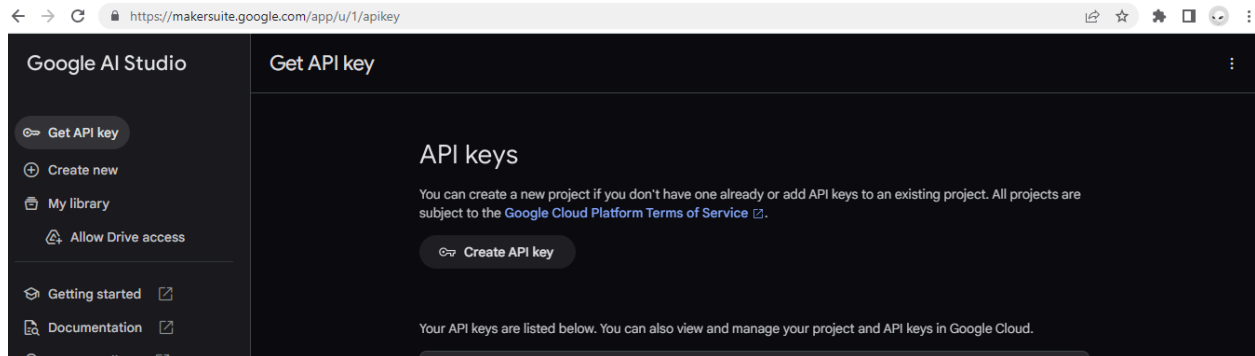 https://makersuite.google.com/app/u/1/apikey
Google AI Studio
Get API key
Get API key
Create new
My library
Allow Drive access
Getting started
Documentation
API keys
You can create a new project if you don't have one already or add API keys to an existing project. All projects are
subject to the Google Cloud Platform Terms of Service.
Create API key
Your API keys are listed below. You can also view and manage your project and API keys in Google Cloud.